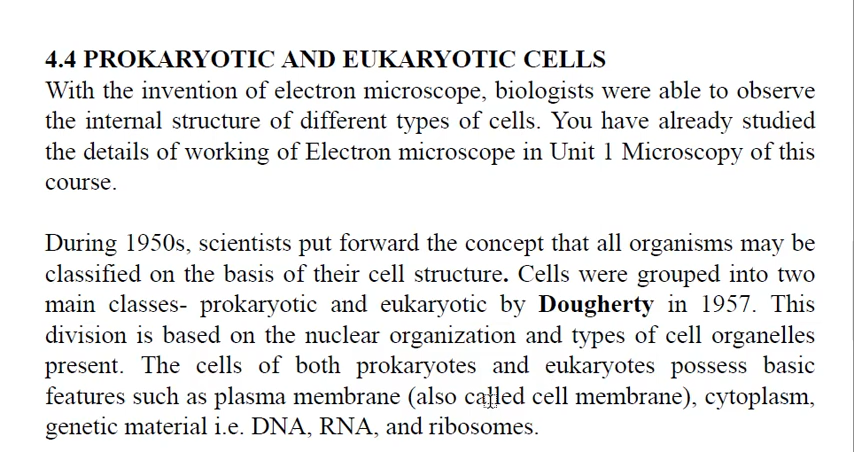 4.4 PROKARYOTIC AND EUKARYOTIC CELLS
With the invention of electron microscope, biologists were able to observe
the internal structure of different types of cells. You have already studied
the details of working of Electron microscope in Unit 1 Microscopy of this
course.
During 1950s, scientists put forward the concept that all organisms may be
classified on the basis of their cell structure. Cells were grouped into two
main classes- prokaryotic and eukaryotic by Dougherty in 1957. This
division is based on the nuclear organization and types of cell organelles
present. The cells of both prokaryotes and eukaryotes possess basic
features such as plasma membrane (also called cell membrane), cytoplasm,
genetic material i.e. DNA, RNA, and ribosomes.